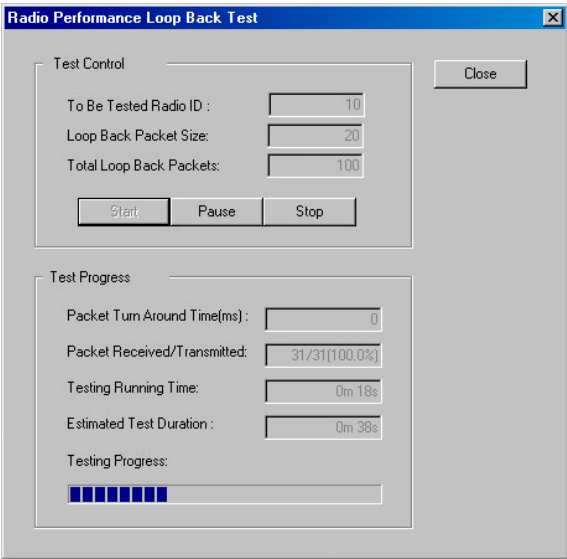 Radio Performance Loop Back Test
Test Control
Close
To Be Tested Radio ID : 10
Loop Back Packet Size: 20
Total Loop Back Packets: 100
Start Pause Stop
Test Progress
Packet Turn Around Time(ms) : 0
Packet Received/Transmitted: 31/31(100.0%)
Testing Running Time: 0m 18s
Estimated Test Duration : 0m 38s
Testing Progress: